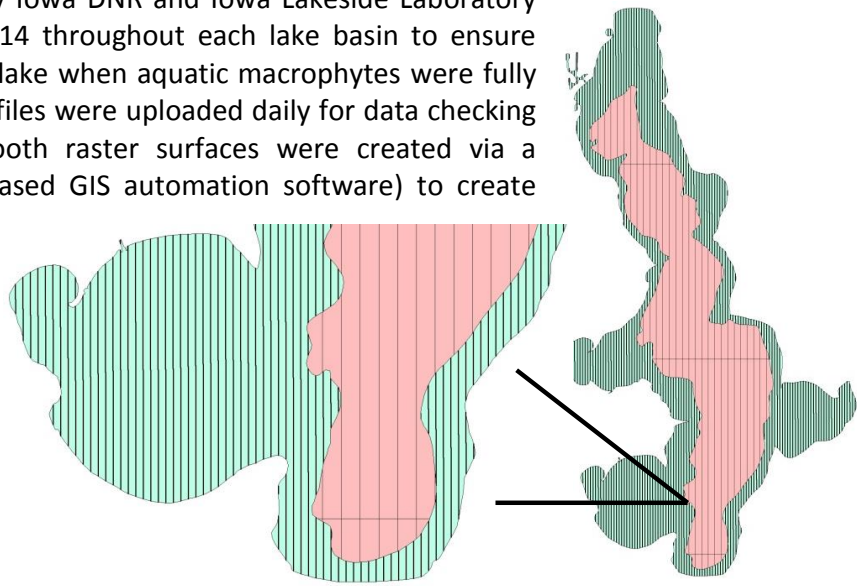 y Iowa DNR and Iowa Lakeside Laboratory
14 throughout each lake basin to ensure
lake when aquatic macrophytes were fully
files were uploaded daily for data checking
ooth raster surfaces were created via a
ased GIS automation software) to create